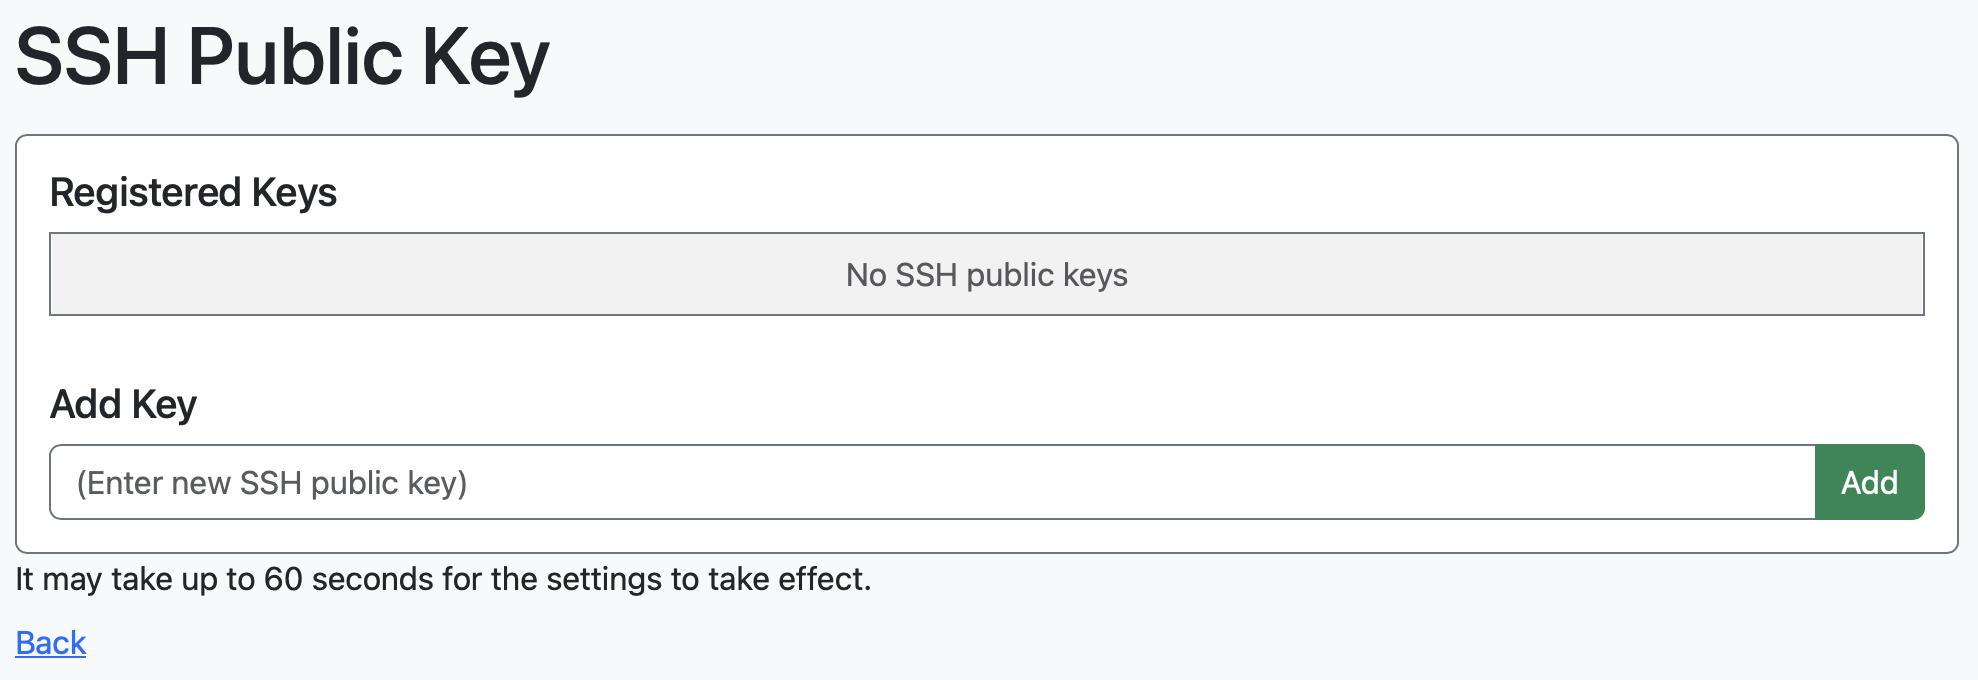 SSH Public Key
Registered Keys
No SSH public keys
Add Key
(Enter new SSH public key)
Add
It may take up to 60 seconds for the settings to take effect.
Back